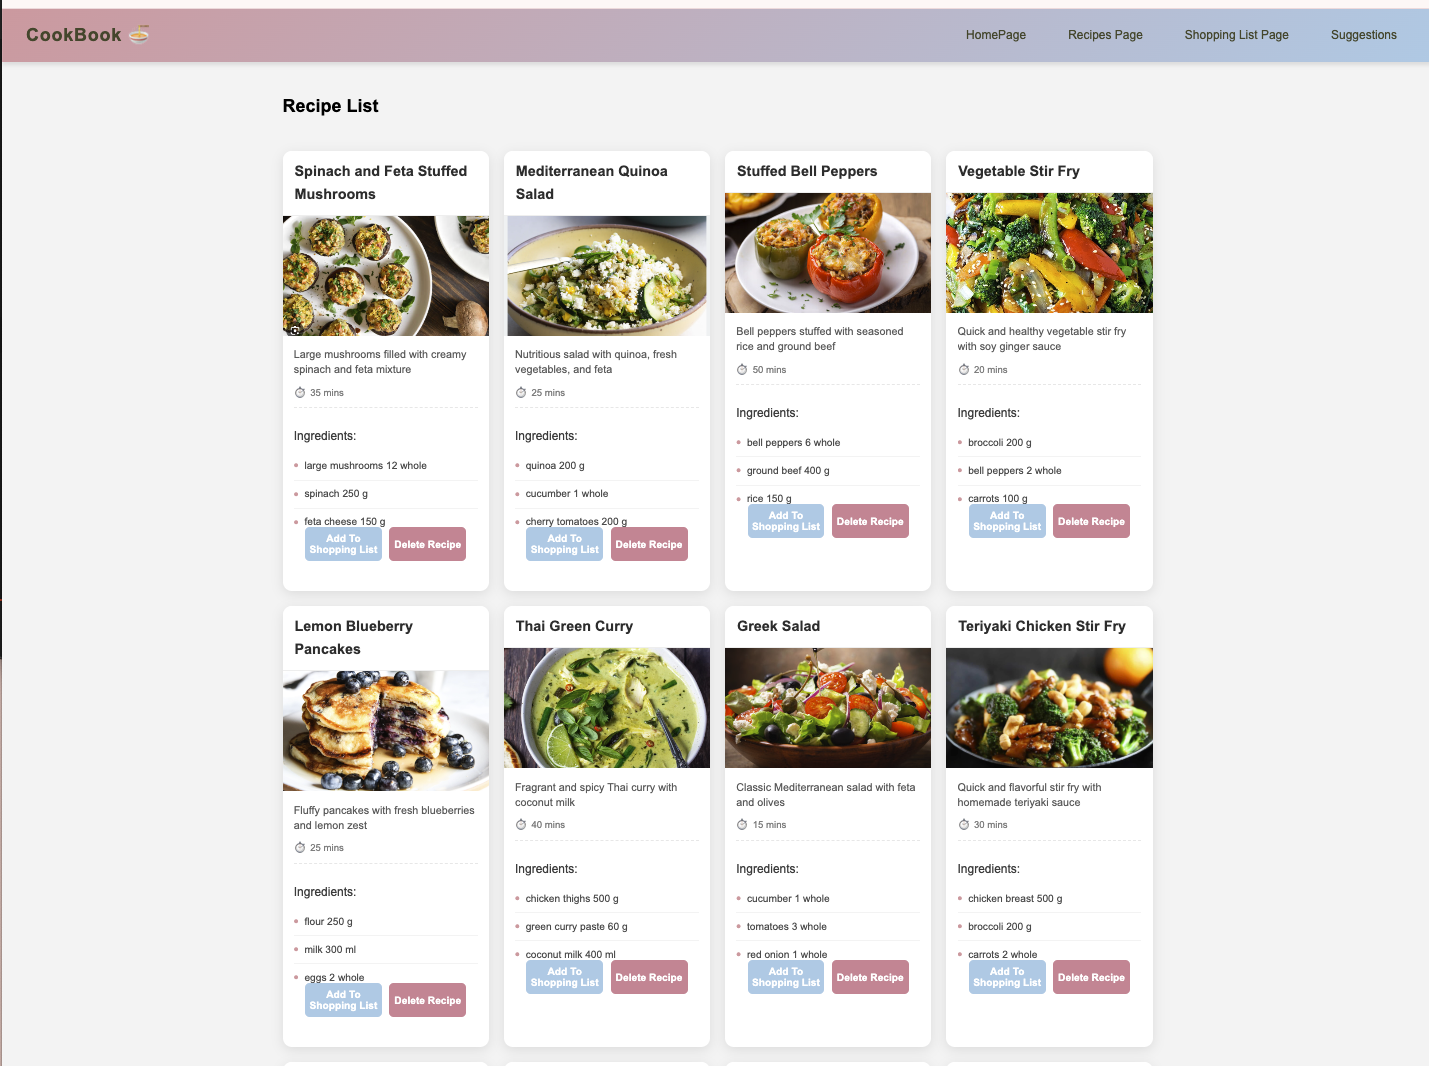 CookBook
HomePage
Recipes Page
Shopping List Page
Suggestions
Recipe List
Spinach and Feta Stuffed
Mushrooms
Large mushrooms filled with creamy
spinach and feta mixture
35 mins
Ingredients:
large mushrooms 12 whole
spinach 250 g
feta cheese 150 g
Add To
Shopping List
Delete Recipe
Mediterranean Quinoa
Salad
Nutritious salad with quinoa, fresh
vegetables, and feta
25 mins
Ingredients:
quinoa 200 g
cucumber 1 whole
cherry tomatoes 200 g
Add To
Shopping List
Delete Recipe
Stuffed Bell Peppers
Bell peppers stuffed with seasoned
rice and ground beef
50 mins
Ingredients:
bell peppers 6 whole
ground beef 400 g
rice 150 g
Add To
Shopping List
Delete Recipe
Vegetable Stir Fry
Quick and healthy vegetable stir fry
with soy ginger sauce
20 mins
Ingredients:
broccoli 200 g
bell peppers 2 whole
carrots 100 g
Add To
Shopping List
Delete Recipe
Lemon Blueberry
Pancakes
Fluffy pancakes with fresh blueberries
and lemon zest
25 mins
Ingredients:
flour 250 g
milk 300 ml
eggs 2 whole
Add To
Shopping List
Delete Recipe
Thai Green Curry
Fragrant and spicy Thai curry with
coconut milk
40 mins
Ingredients:
chicken thighs 500 g
green curry paste 60 g
coconut milk 400 ml
Add To
Shopping List
Delete Recipe
Greek Salad
Classic Mediterranean salad with feta
and olives
15 mins
Ingredients:
cucumber 1 whole
tomatoes 3 whole
red onion 1 whole
Add To
Shopping List
Delete Recipe
Teriyaki Chicken Stir Fry
Quick and flavorful stir fry with
homemade teriyaki sauce
30 mins
Ingredients:
chicken breast 500 g
broccoli 200 g
carrots 2 whole
Add To
Shopping List
Delete Recipe